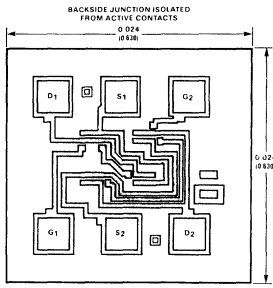 BACKSIDE JUNCTION ISOLATED
FROM ACTIVE CONTACTS
0 024
(0 630)
D1
S1
G2
0 024
(0 630)
G1
S2
D2